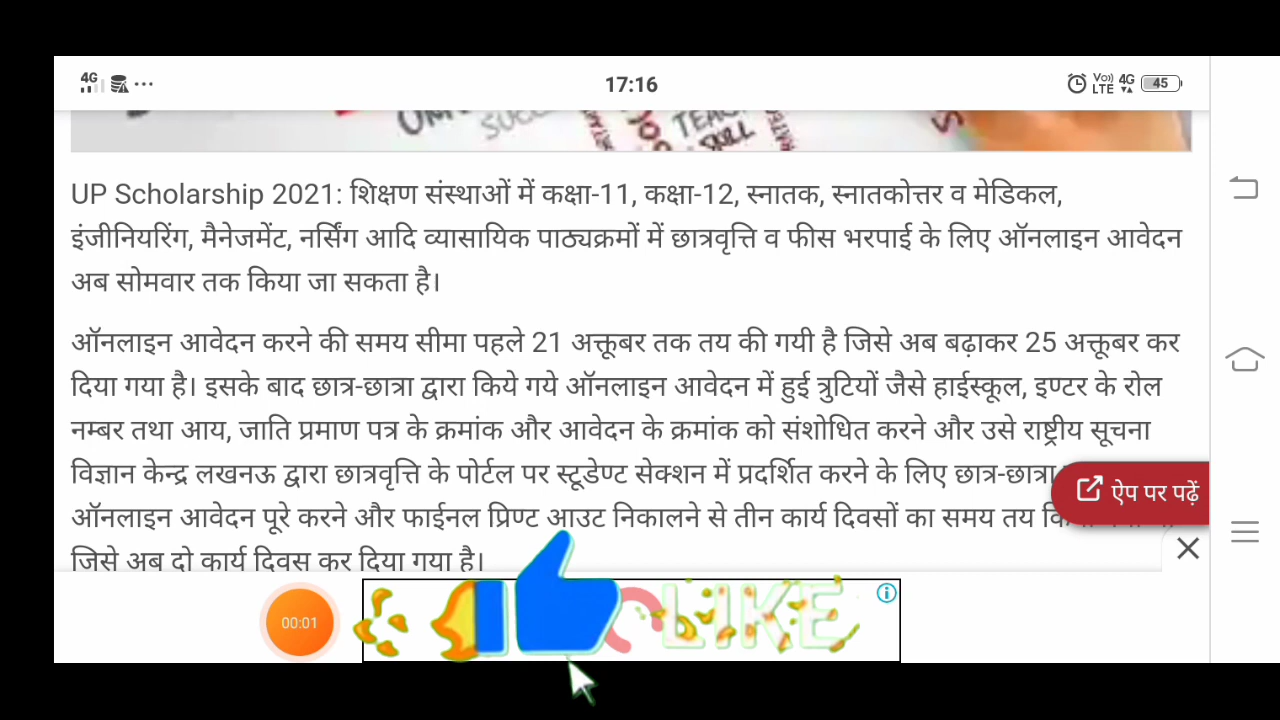 4G
17:16
Vo)) 4G
LTE
45
UP Scholarship 2021: शिक्षण संस्थाओं में कक्षा-11, कक्षा-12, स्नातक, स्नातकोत्तर व मेडिकल,
इंजीनियरिंग, मैनेजमेंट, नर्सिंग आदि व्यासायिक पाठ्यक्रमों में छात्रवृत्ति व फीस भरपाई के लिए ऑनलाइन आवेदन
अब सोमवार तक किया जा सकता है।
ऑनलाइन आवेदन करने की समय सीमा पहले 21 अक्तूबर तक तय की गयी है जिसे अब बढ़ाकर 25 अक्तूबर कर
दिया गया है। इसके बाद छात्र-छात्रा द्वारा किये गये ऑनलाइन आवेदन में हुई त्रुटियों जैसे हाईस्कूल, इण्टर के रोल
नम्बर तथा आय, जाति प्रमाण पत्र के क्रमांक और आवेदन के क्रमांक को संशोधित करने और उसे राष्ट्रीय सूचना
विज्ञान केन्द्र लखनऊ द्वारा छात्रवृत्ति के पोर्टल पर स्टूडेण्ट सेक्शन में प्रदर्शित करने के लिए छात्र-छात्रा
ऐप पर पढ़ें
ऑनलाइन आवेदन पूरे करने और फाईनल प्रिण्ट आउट निकालने से तीन कार्य दिवसों का समय तय
जिसे अब दो कार्य दिवस कर दिया गया है।
00:01
LIKE